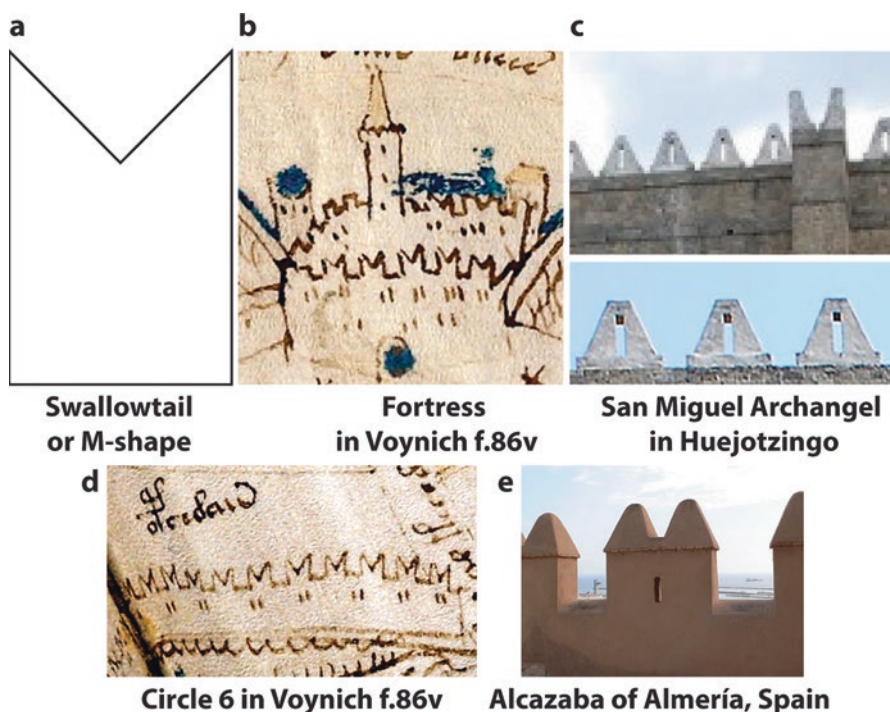 a
b
c
Swallowtail
or M-shape
Fortress
in Voynich f.86v
San Miguel Archangel
in Huejotzingo
d
e
Circle 6 in Voynich f.86v
Alcazaba of Almería, Spain